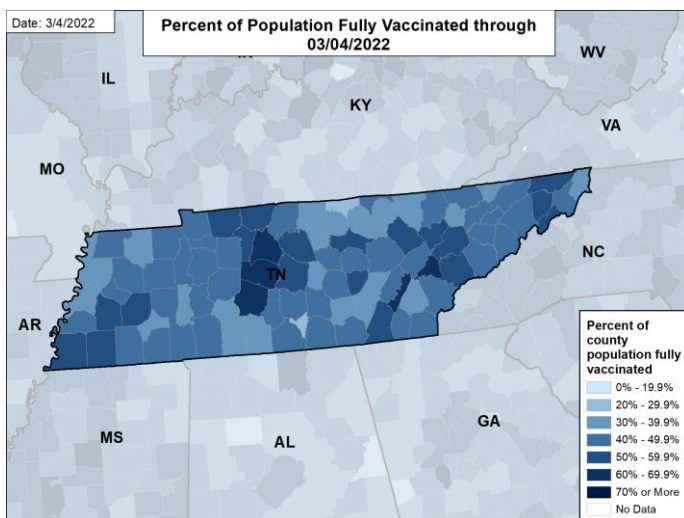 Date: 3/4/2022
Percent of Population Fully Vaccinated through
03/04/2022
IL
IN
WV
KY
VA
MO
NC
TN
AR
MS
AL
GA
Percent of
county
population fully
vaccinated
0% - 19.9%
20% - 29.9%
30% - 39.9%
40% - 49.9%
50% - 59.9%
60% - 69.9%
70% or More
No Data